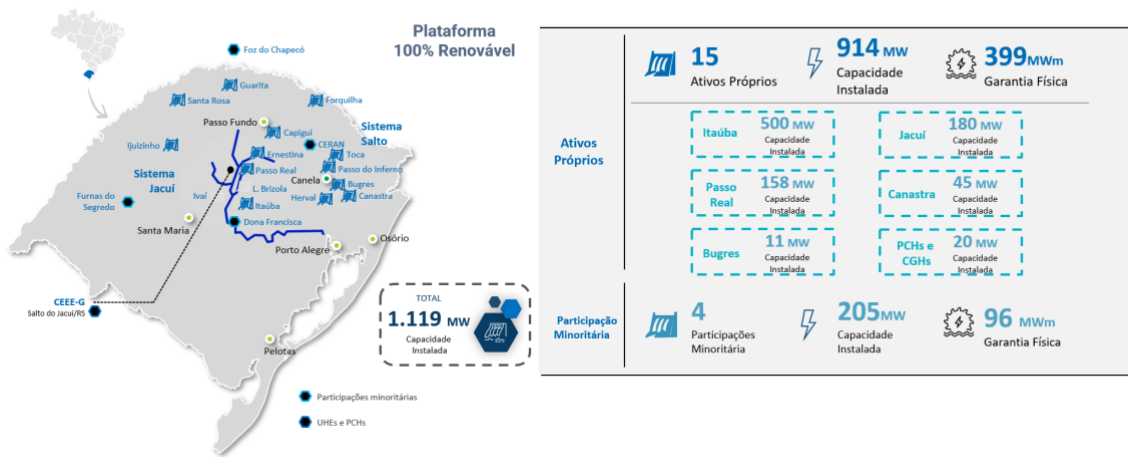 Plataforma
100% Renovável
Foz do Chapecó
Guarita
Santa Rosa
Forquilha
Passo Fundo
Capigui
Sistema
Salto
Ijuizinho
CERAN
Ernestina
Toca
Sistema
Jacuí
Passo Real
Passo do Inferno
Canela
Bugres
Furnas do
Segredo
Ivaí
L. Brizola
Herval
Canastra
Itaúba
Santa Maria
Dona Francisca
Porto Alegre
Osório
CEEE-G
Salto do Jacuí/RS
TOTAL
1.119 MW
Capacidade
Instalada
Pelotas
Participações minoritárias
UHEs e PCHs
Ativos
Próprios
15
Ativos Próprios
914 MW
Capacidade
Instalada
399MWm
Garantia Física
Itaúba
500 MW
Capacidade
Instalada
Jacuí
180 MW
Capacidade
Instalada
Passo
Real
158 MW
Capacidade
Instalada
Canastra
45 MW
Capacidade
Instalada
Bugres
11 MW
Capacidade
Instalada
PCHs e
CGHs
20 MW
Capacidade
Instalada
Participação
Minoritária
4
Participações
Minoritária
205MW
Capacidade
Instalada
96 MWm
Garantia Física